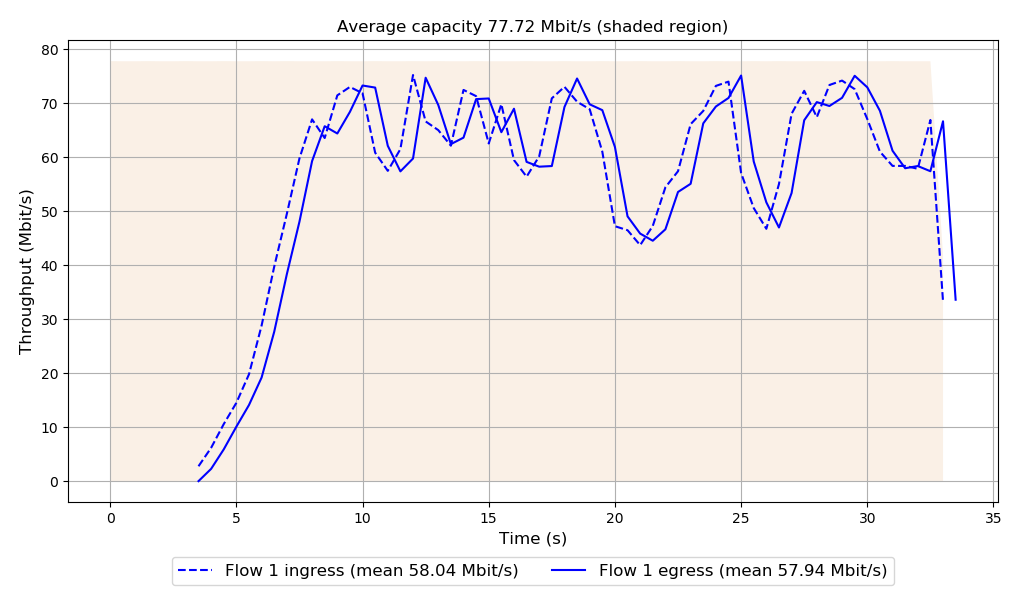 Average capacity 77.72 Mbit/s (shaded region)
Throughput (Mbit/s)
80
70
60
50
40
30
20
10
0
0 5 10 15 20 25 30 35
Time (s)
Flow 1 ingress (mean 58.04 Mbit/s) Flow 1 egress (mean 57.94 Mbit/s)